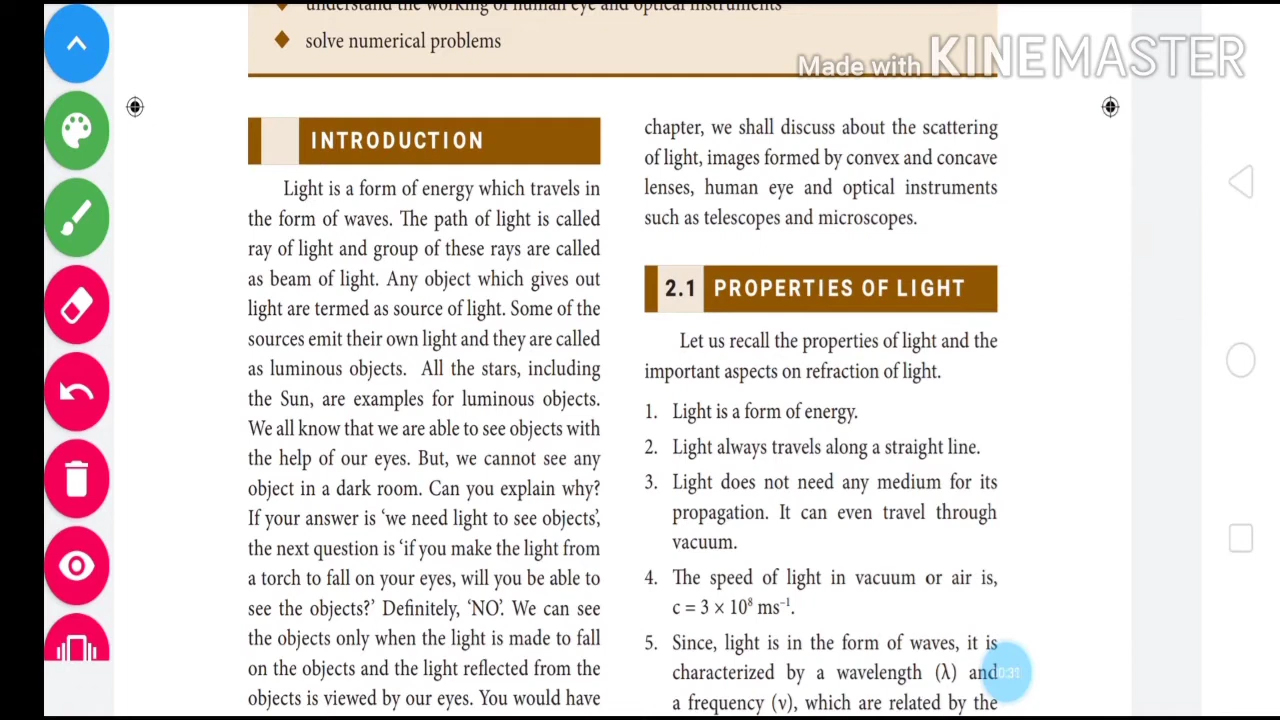 understand the working of human eye and optical instruments
solve numerical problems
Made with KINEMASTER
INTRODUCTION
Light is a form of energy which travels in
the form of waves. The path of light is called
ray of light and group of these rays are called
as beam of light. Any object which gives out
light are termed as source of light. Some of the
sources emit their own light and they are called
as luminous objects. All the stars, including
the Sun, are examples for luminous objects.
We all know that we are able to see objects with
the help of our eyes. But, we cannot see any
object in a dark room. Can you explain why?
If your answer is ‘we need light to see objects’,
the next question is ‘if you make the light from
a torch to fall on your eyes, will you be able to
see the objects?’ Definitely, ‘NO’. We can see
the objects only when the light is made to fall
on the objects and the light reflected from the
objects is viewed by our eyes. You would have
chapter, we shall discuss about the scattering
of light, images formed by convex and concave
lenses, human eye and optical instruments
such as telescopes and microscopes.
2.1 PROPERTIES OF LIGHT
Let us recall the properties of light and the
important aspects on refraction of light.
1. Light is a form of energy.
2. Light always travels along a straight line.
3. Light does not need any medium for its
propagation. It can even travel through
vacuum.
4. The speed of light in vacuum or air is,
c = 3 × 10⁸ ms⁻¹.
5. Since, light is in the form of waves, it is
characterized by a wavelength (λ) and
a frequency (ν), which are related by the
0:31